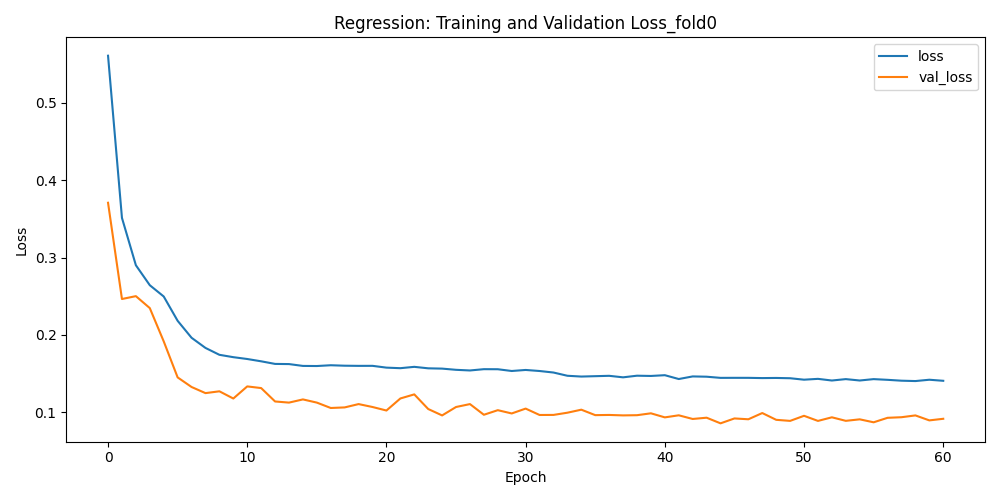 Regression: Training and Validation Loss_fold0
loss
val_loss
Loss
0.5
0.4
0.3
0.2
0.1
0 10 20 30 40 50 60
Epoch